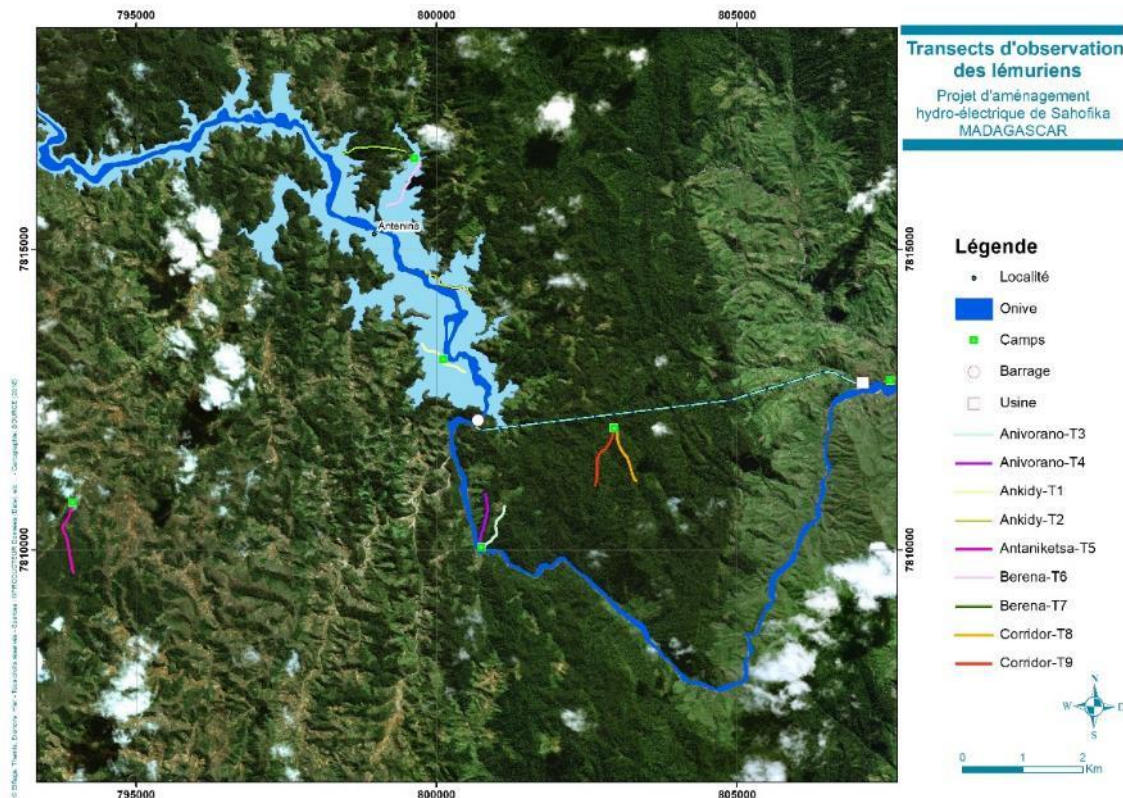 795000
800000
805000
Transects d'observation
des lémuriens
Projet d'aménagement
hydro-électrique de Sahofika
MADAGASCAR
7815000
7815000
Antenina
Légende
Localité
Onive
Camps
Barrage
Usine
Anivorano-T3
Anivorano-T4
Ankidy-T1
Ankidy-T2
Antaniketsa-T5
Berena-T6
Berena-T7
Corridor-T8
Corridor-T9
7810000
7810000
N
W
S
0 1 2
Km
795000
800000
805000